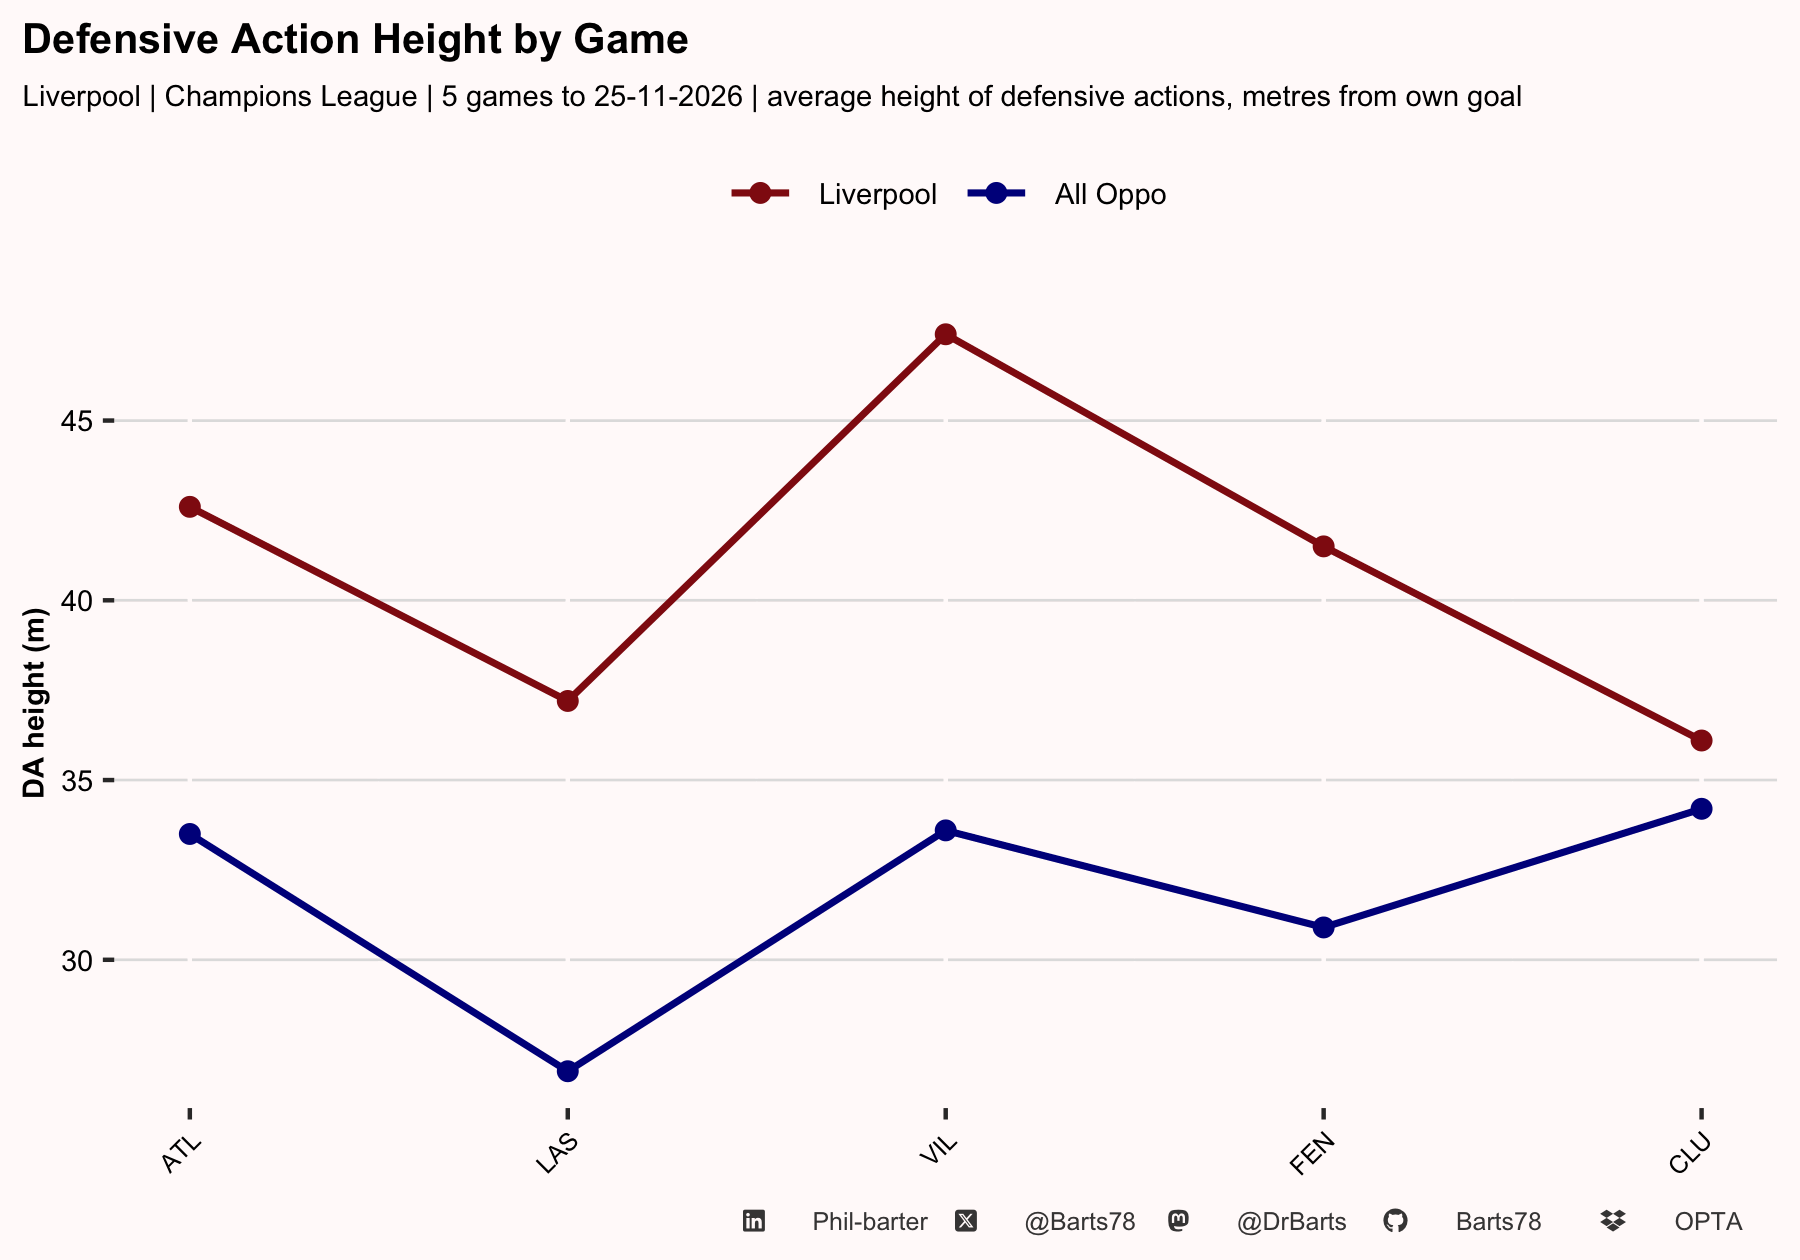 Defensive Action Height by Game
Liverpool | Champions League | 5 games to 25-11-2026 | average height of defensive actions, metres from own goal
Liverpool All Oppo
DA height (m)
45
40
35
30
ATL LAS VIL FEN CLU
Phil-barter @Barts78 @DrBarts Barts78 OPTA